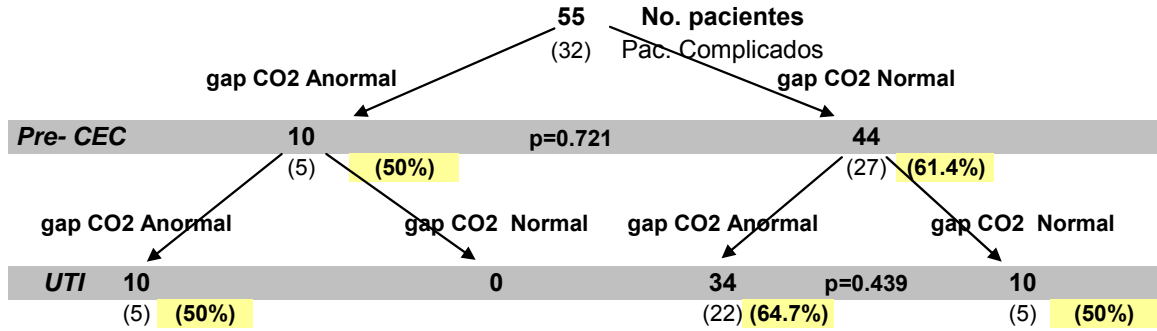 55 No. pacientes
(32) Pac. Complicados
gap CO2 Anormal gap CO2 Normal
Pre- CEC 10 p=0.721 44
(5) (50%) (27) (61.4%)
gap CO2 Anormal gap CO2 Normal gap CO2 Anormal gap CO2 Normal
UTI 10 0 34 p=0.439 10
(5) (50%) (22) (64.7%) (5) (50%)